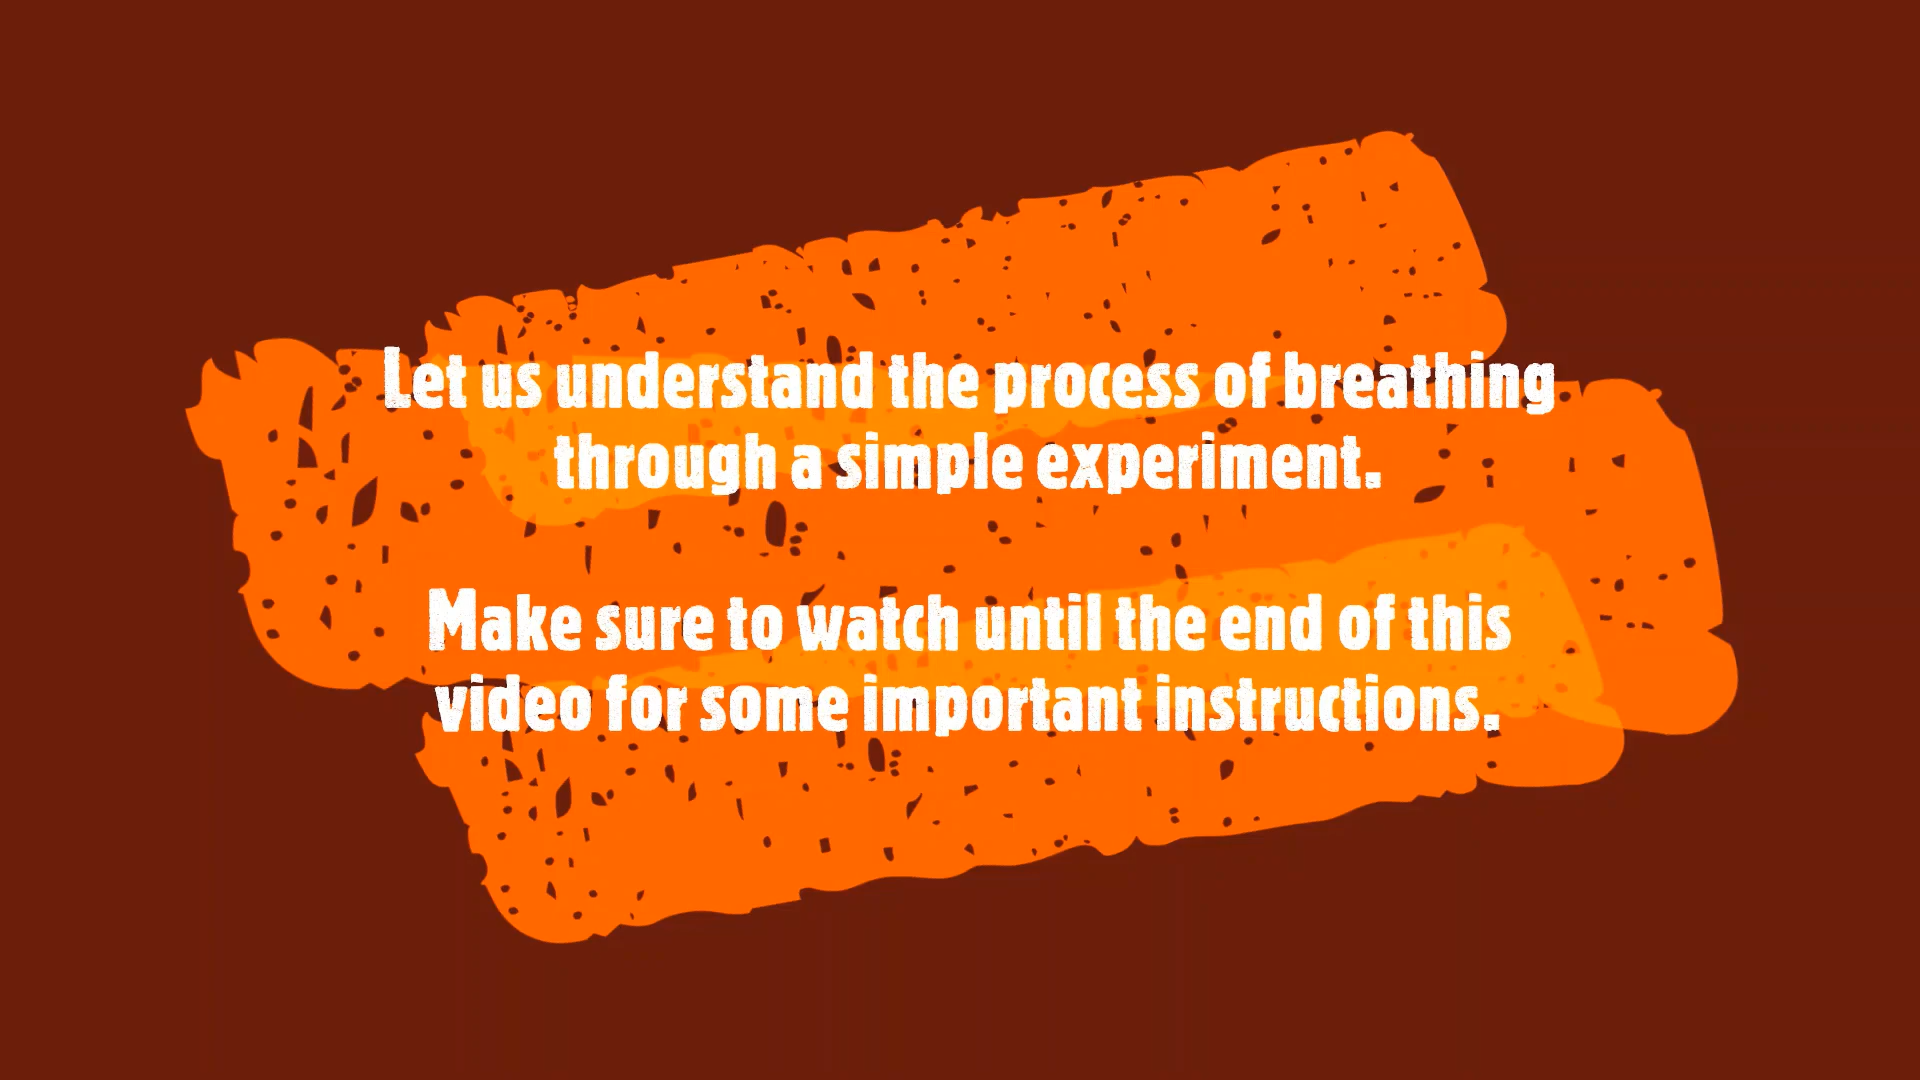 Let us understand the process of breathing
through a simple experiment.
Make sure to watch until the end of this
video for some important instructions.